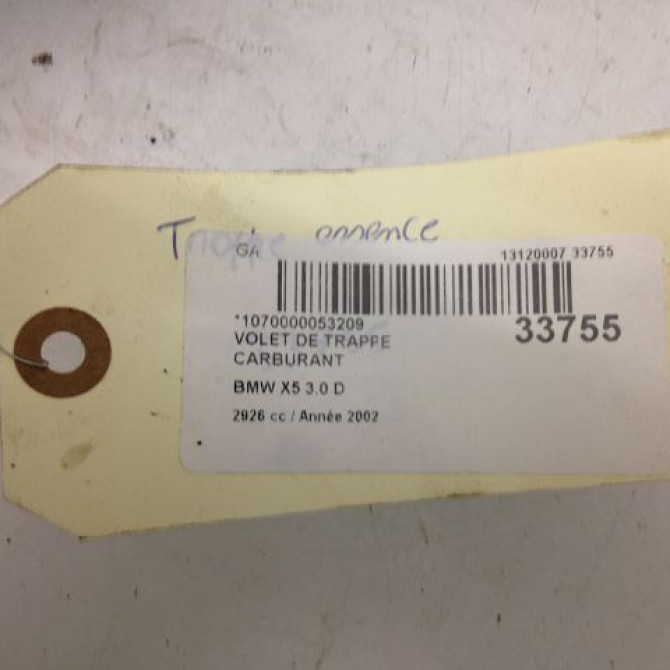 Trappe essence
GA 13120007 33755
*1070000053209
33755
VOLET DE TRAPPE
CARBURANT
BMW X5 3.0 D
2926 cc / Année 2002